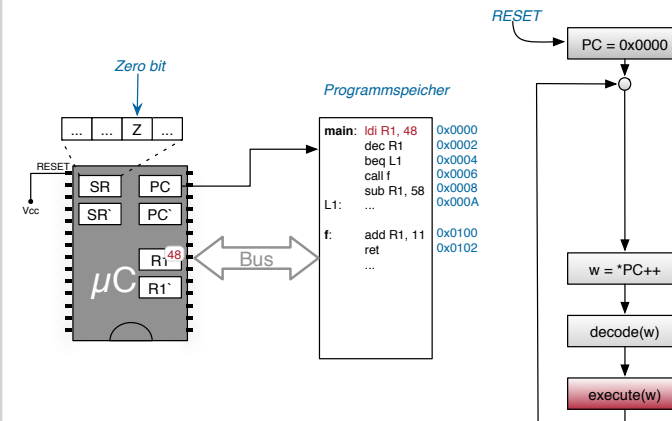 RESET
PC = 0x0000
Zero bit
Programmspeicher
... ... Z ...
main: ldi R1, 48 0x0000
dec R1 0x0002
beq L1 0x0004
call f 0x0006
sub R1, 58 0x0008
L1: ... 0x000A
f: add R1, 11 0x0100
ret 0x0102
...
RESET
Vcc
SR PC
SR` PC`
R1 48
R1`
µC
Bus
w = *PC++
decode(w)
execute(w)